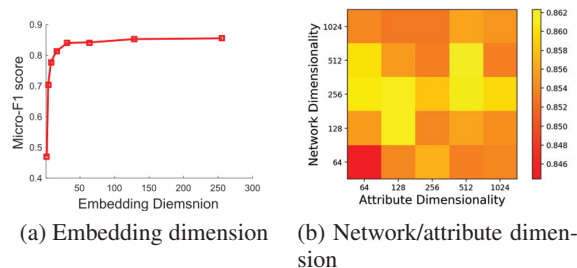 0.9
0.8
0.7
0.6
0.5
0.4
Micro-F1 score
50 100 150 200 250 300
Embedding Diemsnion
(a) Embedding dimension
1024
512
256
128
64
Network Dimensionality
64 128 256 512 1024
Attribute Dimensionality
0.862
0.860
0.858
0.856
0.854
0.852
0.850
0.848
0.846
(b) Network/attribute dimen-
sion